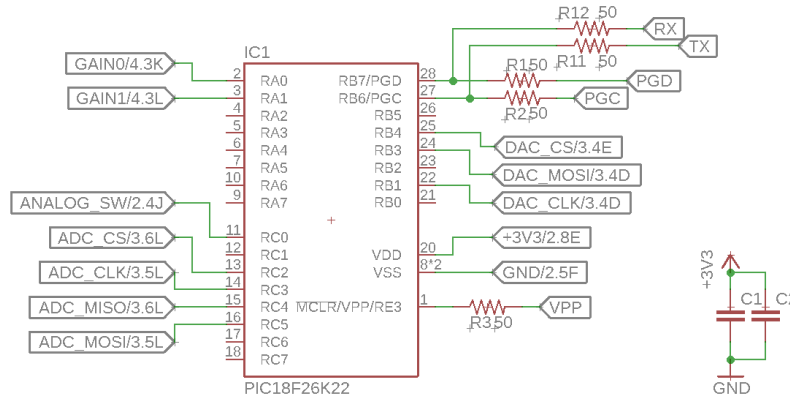 R12 50
RX
R11 50
TX
IC1
GAIN0/4.3K
2 RA0 RB7/PGD 28
R150
PGD
GAIN1/4.3L
3 RA1 RB6/PGC 27
R250
PGC
4 RA2 RB5 26
5 RA3 RB4 25
DAC_CS/3.4E
6 RA4 RB3 24
7 RA5 RB2 23
DAC_MOSI/3.4D
10 RA6 RB1 22
9 RA7 RB0 21
DAC_CLK/3.4D
ANALOG_SW/2.4J
11 RC0
+3V3/2.8E
ADC_CS/3.6L
12 RC1 VDD 20
13 RC2 VSS 8*2
GND/2.5F
ADC_CLK/3.5L
14 RC3
ADC_MISO/3.6L
15 RC4 MCLR/VPP/RE3 1
R350
VPP
16 RC5
ADC_MOSI/3.5L
17 RC6
18 RC7
PIC18F26K22
+3V3
C1
GND